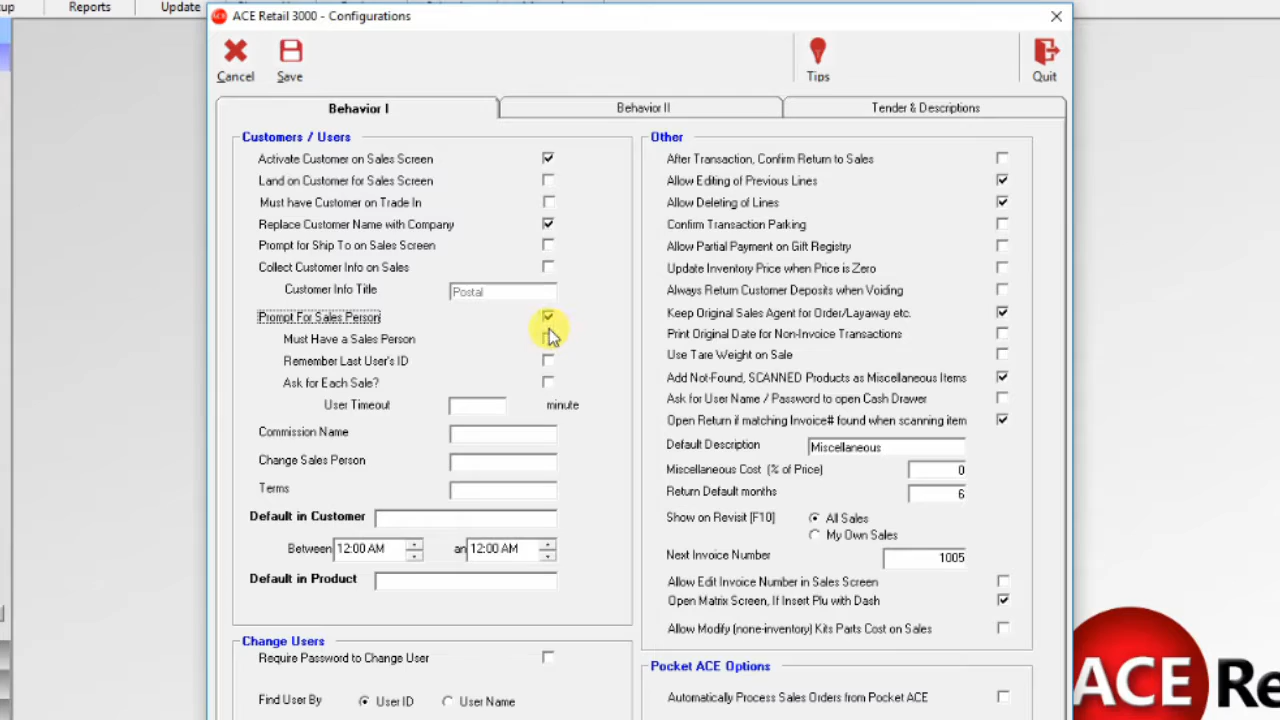 Reports
Update
ACE Retail 3000 - Configurations
Cancel
Save
Tips
Quit
Behavior I
Behavior II
Tender & Descriptions
Customers / Users
Activate Customer on Sales Screen
Land on Customer for Sales Screen
Must have Customer on Trade In
Replace Customer Name with Company
Prompt for Ship To on Sales Screen
Collect Customer Info on Sales
Customer Info Title
Postal
Prompt For Sales Person
Must Have a Sales Person
Remember Last User's ID
Ask for Each Sale?
User Timeout
minute
Commission Name
Change Sales Person
Terms
Default in Customer
Between 12:00 AM an 12:00 AM
Default in Product
Change Users
Require Password to Change User
Find User By User ID User Name
Other
After Transaction, Confirm Return to Sales
Allow Editing of Previous Lines
Allow Deleting of Lines
Confirm Transaction Parking
Allow Partial Payment on Gift Registry
Update Inventory Price when Price is Zero
Always Return Customer Deposits when Voiding
Keep Original Sales Agent for Order/Layaway etc.
Print Original Date for Non-Invoice Transactions
Use Tare Weight on Sale
Add Not-Found, SCANNED Products as Miscellaneous Items
Ask for User Name / Password to open Cash Drawer
Open Return if matching Invoice# found when scanning item
Default Description Miscellaneous
Miscellaneous Cost (% of Price) 0
Return Default months 6
Show on Revisit [F10] All Sales
My Own Sales
Next Invoice Number 1005
Allow Edit Invoice Number in Sales Screen
Open Matrix Screen, If Insert Plu with Dash
Allow Modify (none-inventory) Kits Parts Cost on Sales
Pocket ACE Options
Automatically Process Sales Orders from Pocket ACE
ACE Re